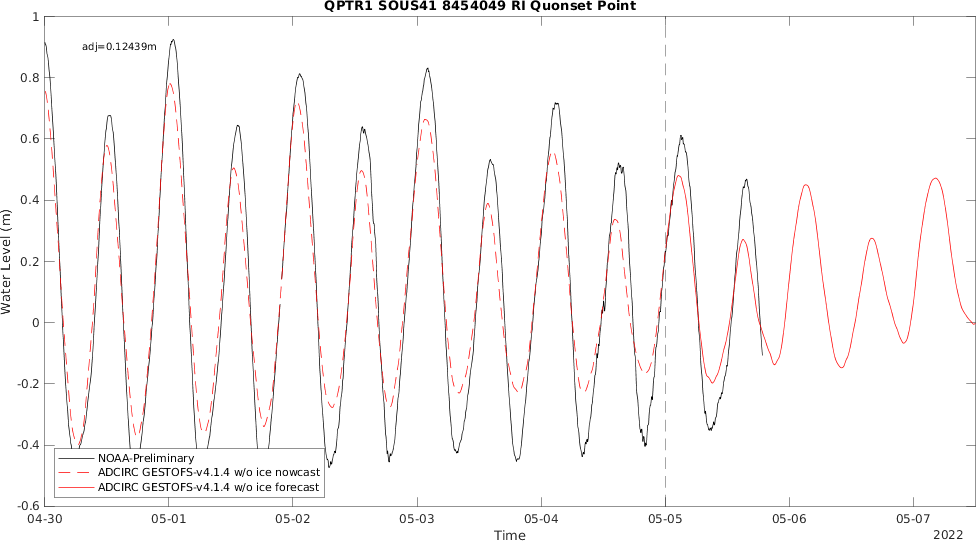 QPTR1 SOUS41 8454049 RI Quonset Point
adj=0.12439m
Water Level (m)
1
0.8
0.6
0.4
0.2
0
-0.2
-0.4
-0.6
NOAA-Preliminary
ADCIRC GESTOFS-v4.1.4 w/o ice nowcast
ADCIRC GESTOFS-v4.1.4 w/o ice forecast
04-30 05-01 05-02 05-03 05-04 05-05 05-06 05-07
Time
2022